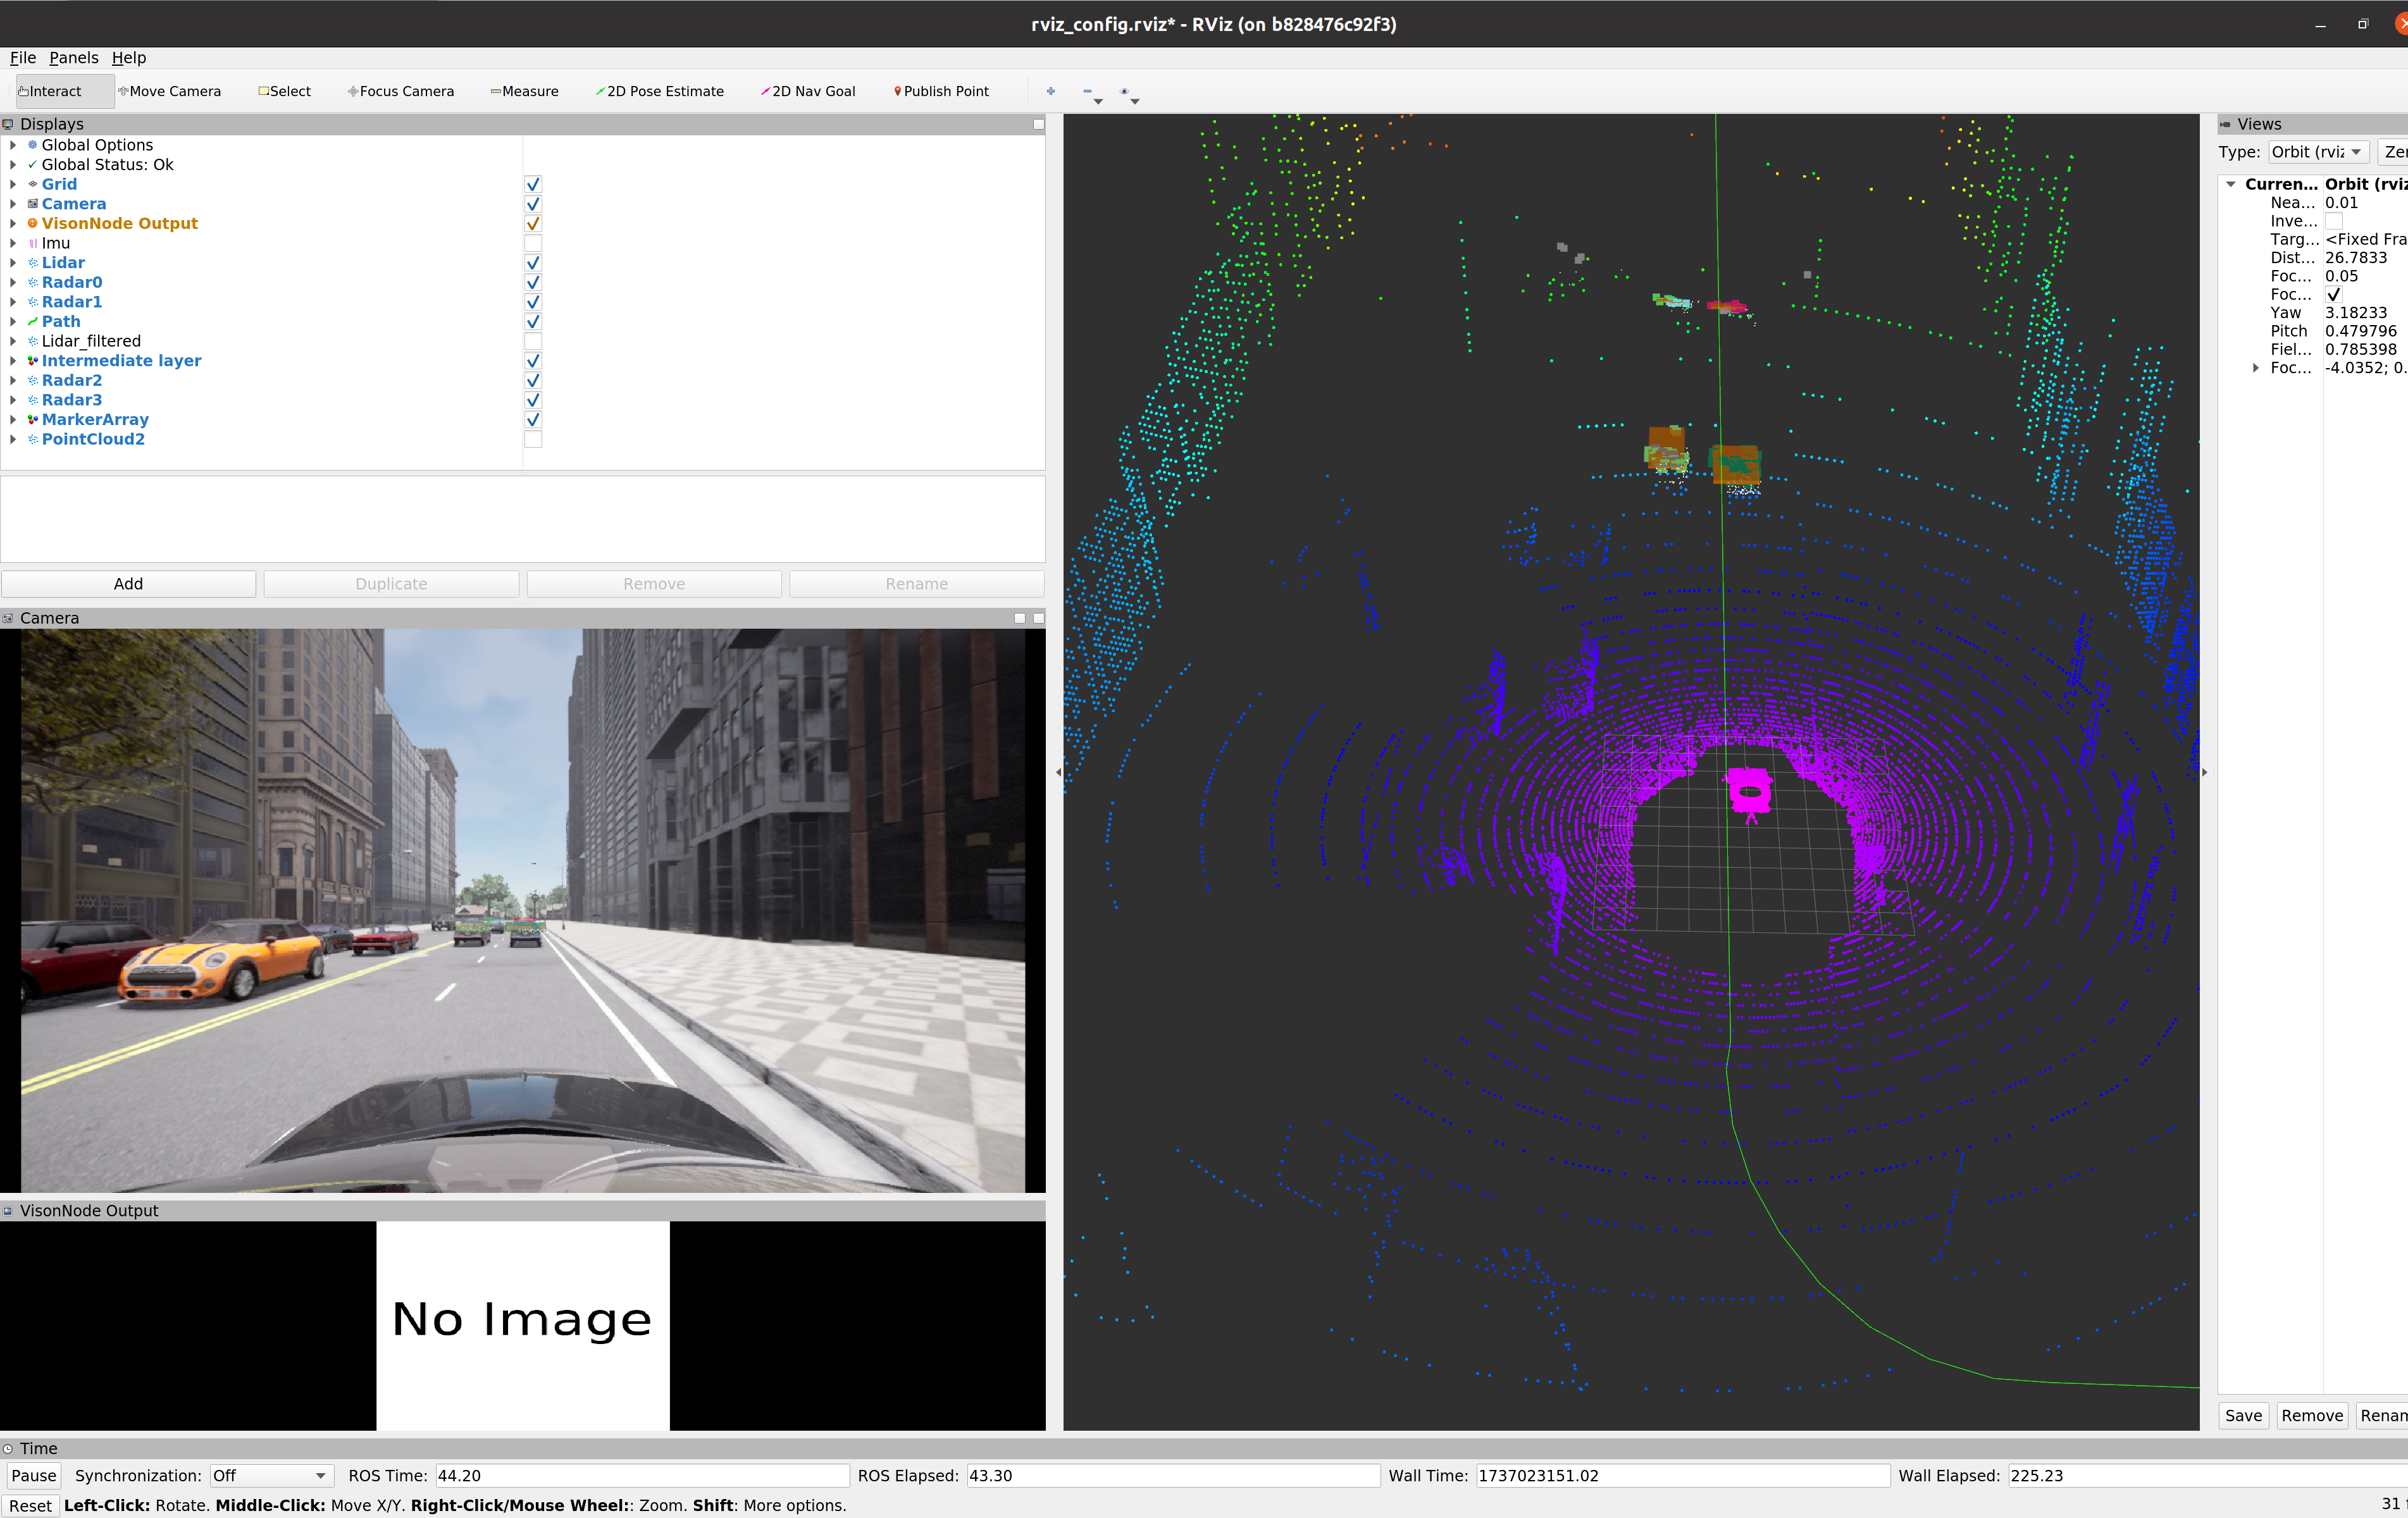 rviz_config.rviz* - RViz (on b828476c92f3)
File Panels Help
Interact Move Camera Select Focus Camera Measure 2D Pose Estimate 2D Nav Goal Publish Point
Displays
Global Options
Global Status: Ok
Grid
Camera
VisonNode Output
Imu
Lidar
Radar0
Radar1
Path
Lidar_filtered
Intermediate layer
Radar2
Radar3
MarkerArray
PointCloud2
Add Duplicate Remove Rename
Camera
VisonNode Output
No Image
Views
Type: Orbit (rviz Zer
Curren... Orbit (rviz
Nea... 0.01
Inve...
Targ... <Fixed Fra
Dist... 26.7833
Foc... 0.05
Foc...
Yaw 3.18233
Pitch 0.479796
Fiel... 0.785398
Foc... -4.0352; 0.
Save Remove Renam
Time
Pause Synchronization: Off ROS Time: 44.20 ROS Elapsed: 43.30 Wall Time: 1737023151.02 Wall Elapsed: 225.23
Reset Left-Click: Rotate. Middle-Click: Move X/Y. Right-Click/Mouse Wheel:: Zoom. Shift: More options. 31